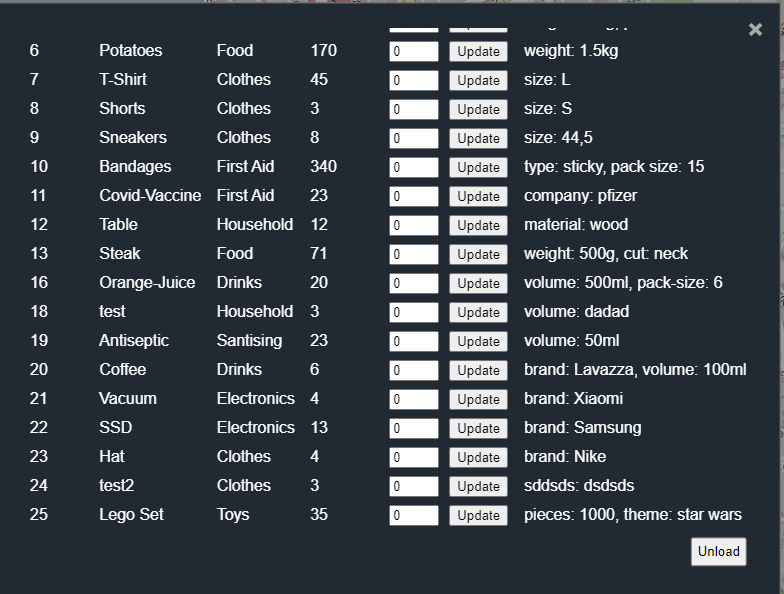 6 Potatoes Food 170 0 Update weight: 1.5kg
7 T-Shirt Clothes 45 0 Update size: L
8 Shorts Clothes 3 0 Update size: S
9 Sneakers Clothes 8 0 Update size: 44,5
10 Bandages First Aid 340 0 Update type: sticky, pack size: 15
11 Covid-Vaccine First Aid 23 0 Update company: pfizer
12 Table Household 12 0 Update material: wood
13 Steak Food 71 0 Update weight: 500g, cut: neck
16 Orange-Juice Drinks 20 0 Update volume: 500ml, pack-size: 6
18 test Household 3 0 Update volume: dadad
19 Antiseptic Santising 23 0 Update volume: 50ml
20 Coffee Drinks 6 0 Update brand: Lavazza, volume: 100ml
21 Vacuum Electronics 4 0 Update brand: Xiaomi
22 SSD Electronics 13 0 Update brand: Samsung
23 Hat Clothes 4 0 Update brand: Nike
24 test2 Clothes 3 0 Update sddsds: dsdsds
25 Lego Set Toys 35 0 Update pieces: 1000, theme: star wars
Unload